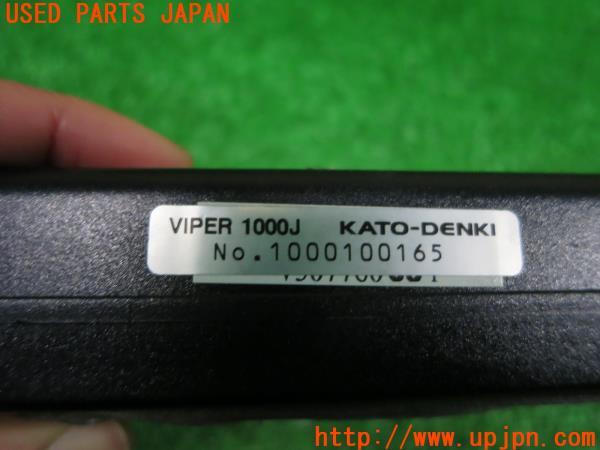 USED PARTS JAPAN
VIPER 1000J KATO-DENKI
No.1000100165
http://www.upjpn.com